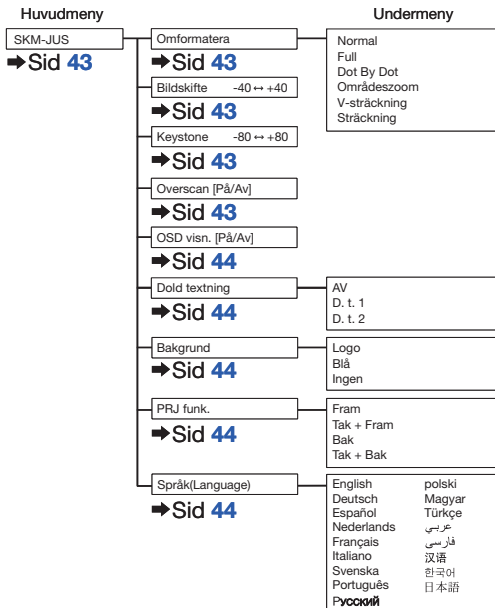 Huvudmeny
Undermeny
SKM-JUS
➔Sid 43
Omformatera
➔Sid 43
Normal
Full
Dot By Dot
Områdeszoom
V-sträckning
Sträckning
Bildskifte -40 ↔ +40
➔Sid 43
Keystone -80 ↔ +80
➔Sid 43
Overscan [På/Av]
➔Sid 43
OSD visn. [På/Av]
➔Sid 44
Dold textning
➔Sid 44
AV
D. t. 1
D. t. 2
Bakgrund
➔Sid 44
Logo
Blå
Ingen
PRJ funk.
➔Sid 44
Fram
Tak + Fram
Bak
Tak + Bak
Språk(Language)
➔Sid 44
English polski
Deutsch Magyar
Español Türkçe
Nederlands عربي
Français فارسی
Italiano 汉语
Svenska 한국어
Português 日本語
Русский